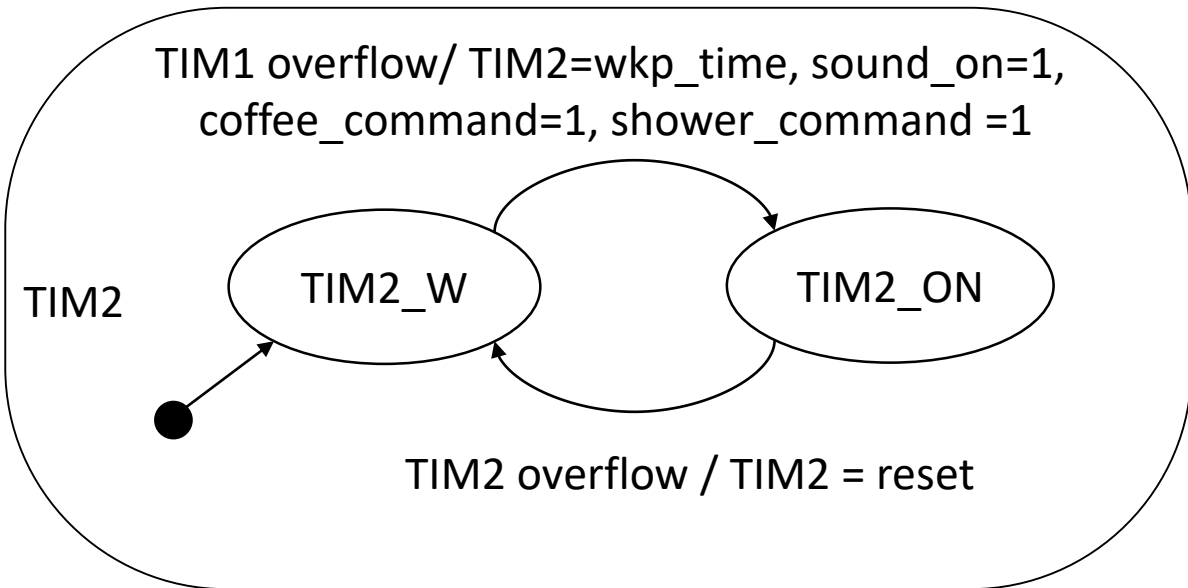 TIM1 overflow/ TIM2=wkp_time, sound_on=1,
coffee_command=1, shower_command =1
TIM2_W
TIM2_ON
TIM2
TIM2 overflow / TIM2 = reset